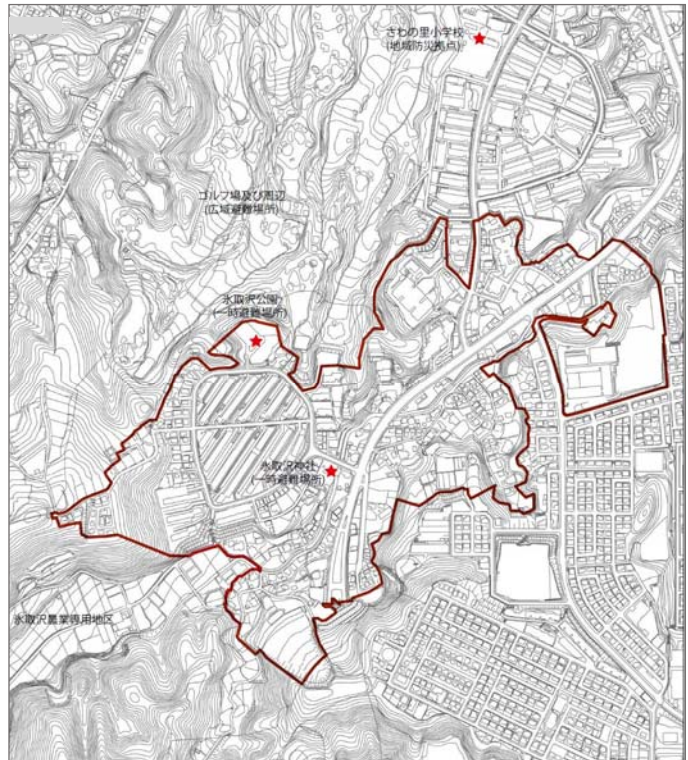 さわの里小学校
(地域防災拠点)
ゴルフ場及び周辺
(広域避難場所)
氷取沢公園
(一時避難場所)
氷取沢神社
(一時避難場所)
氷取沢農業専用地区